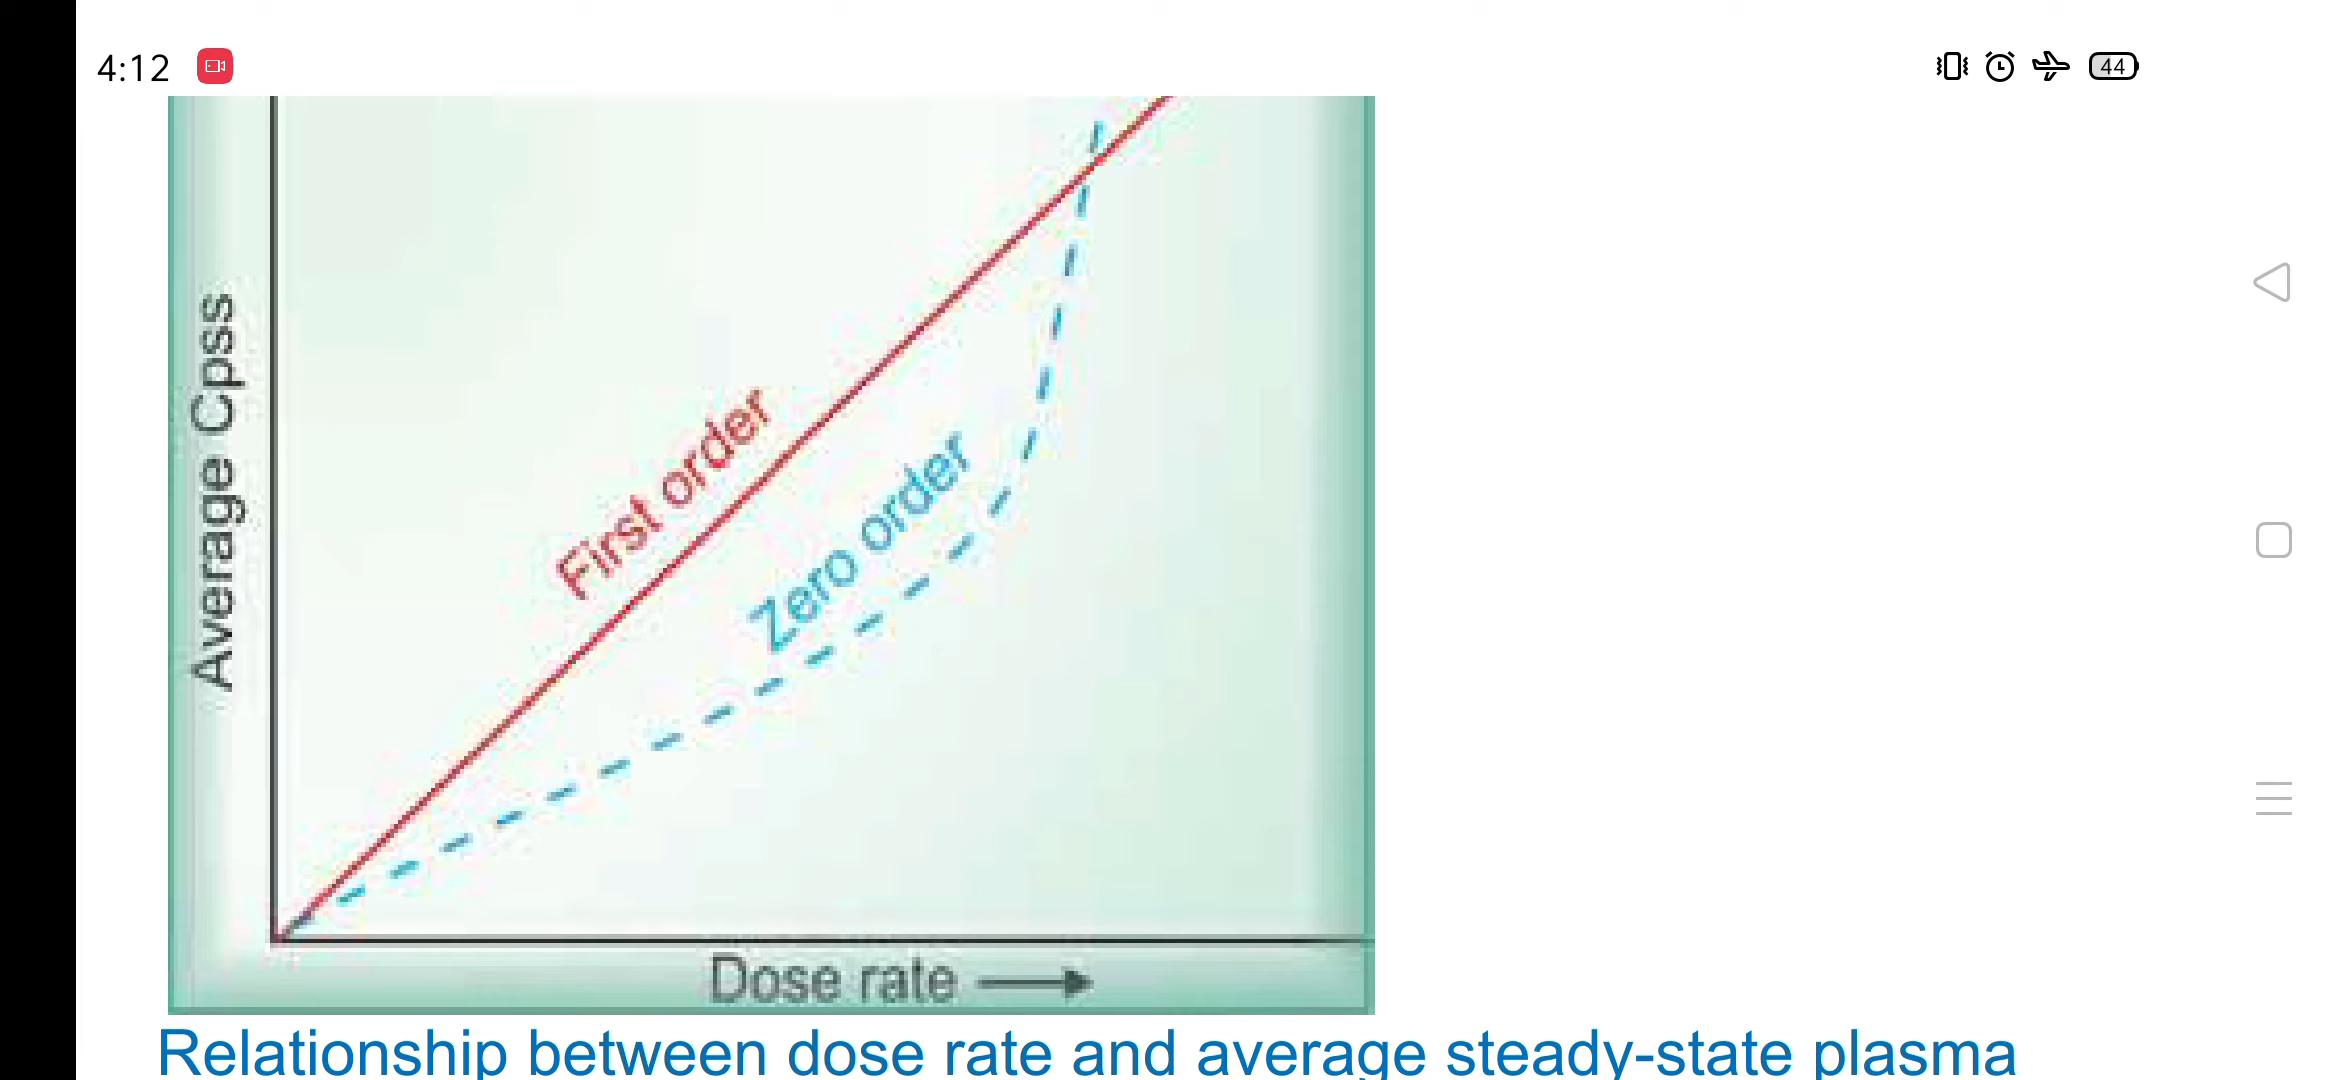 4:12
44
Average Cpss
First order
Zero order
Dose rate
Relationship between dose rate and average steady-state plasma